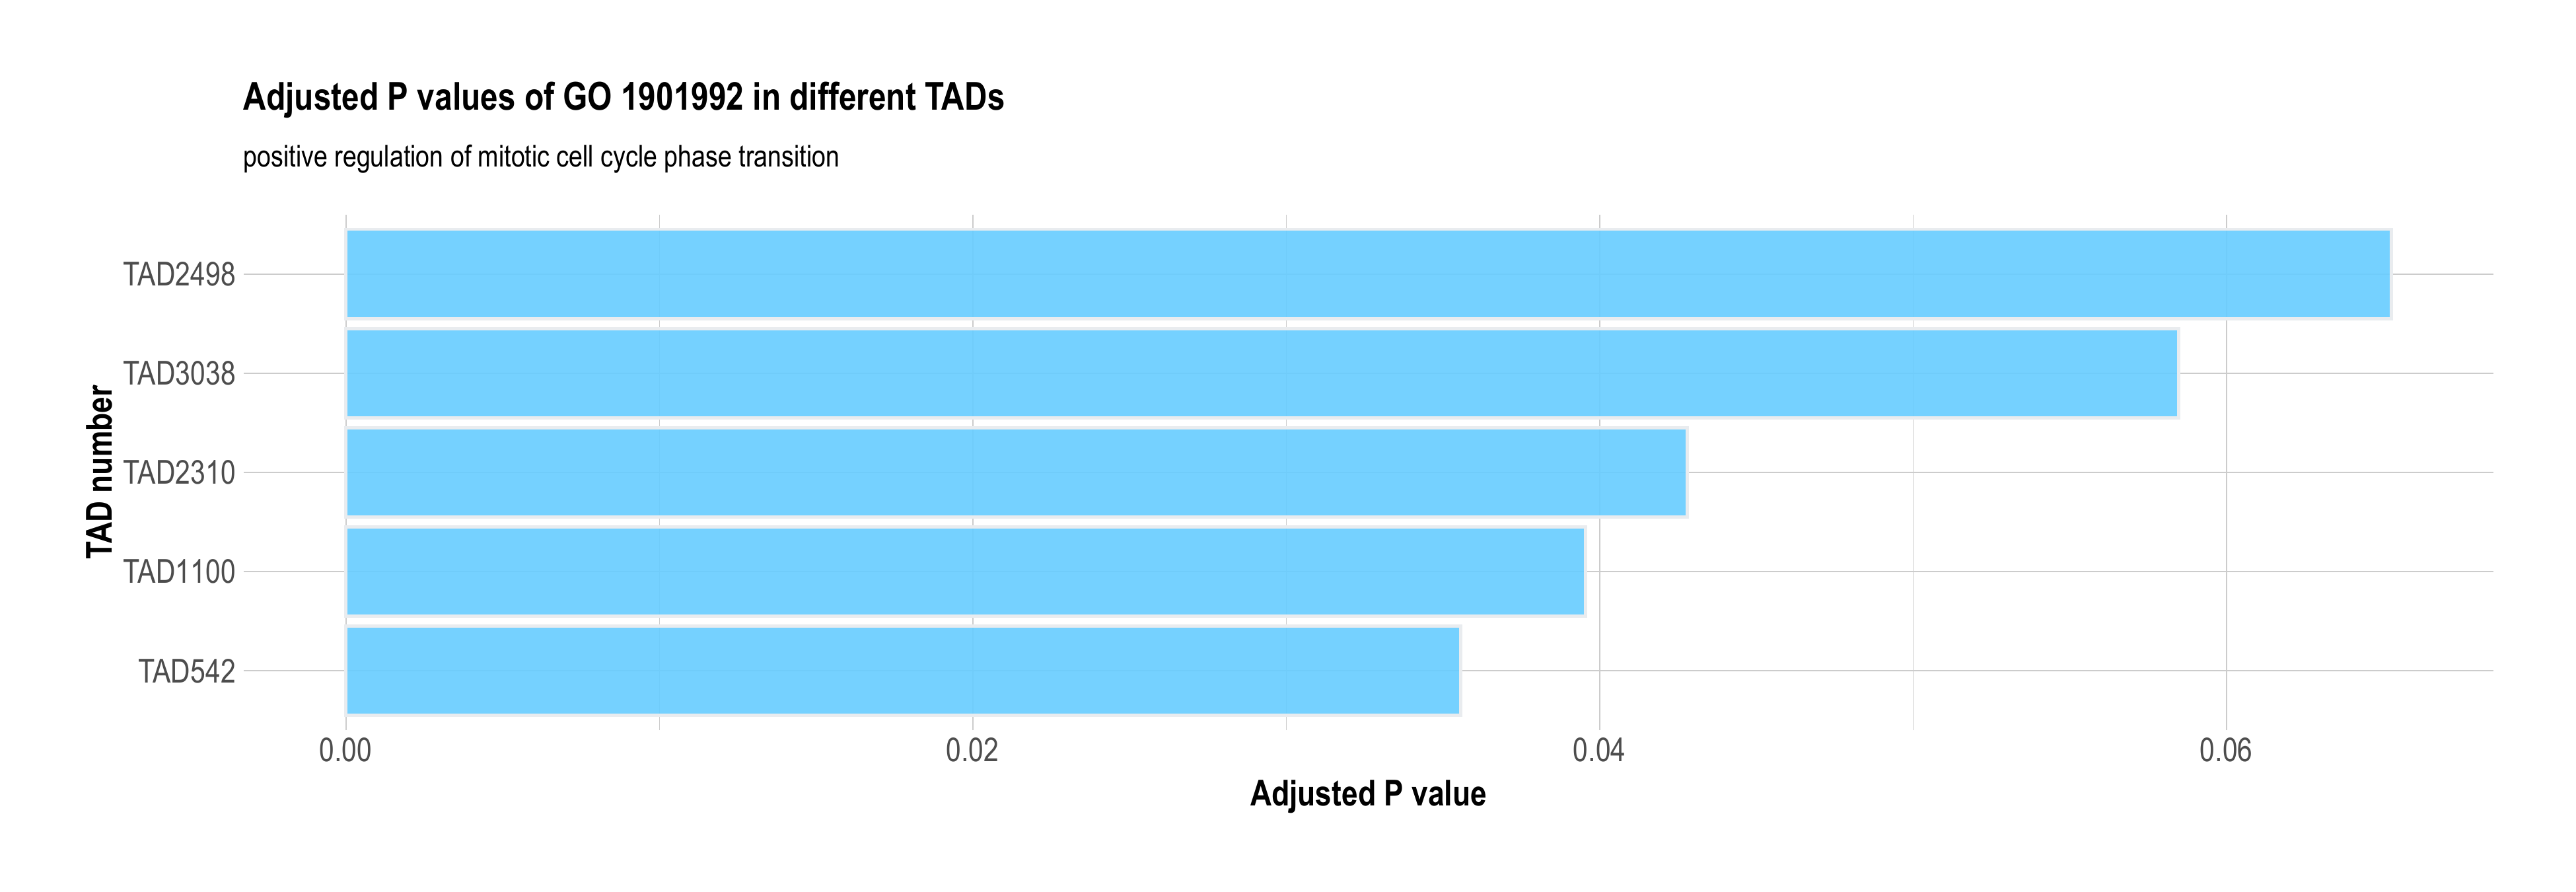 Adjusted P values of GO 1901992 in different TADs
positive regulation of mitotic cell cycle phase transition
TAD number
TAD2498
TAD3038
TAD2310
TAD1100
TAD542
0.00 0.02 0.04 0.06
Adjusted P value